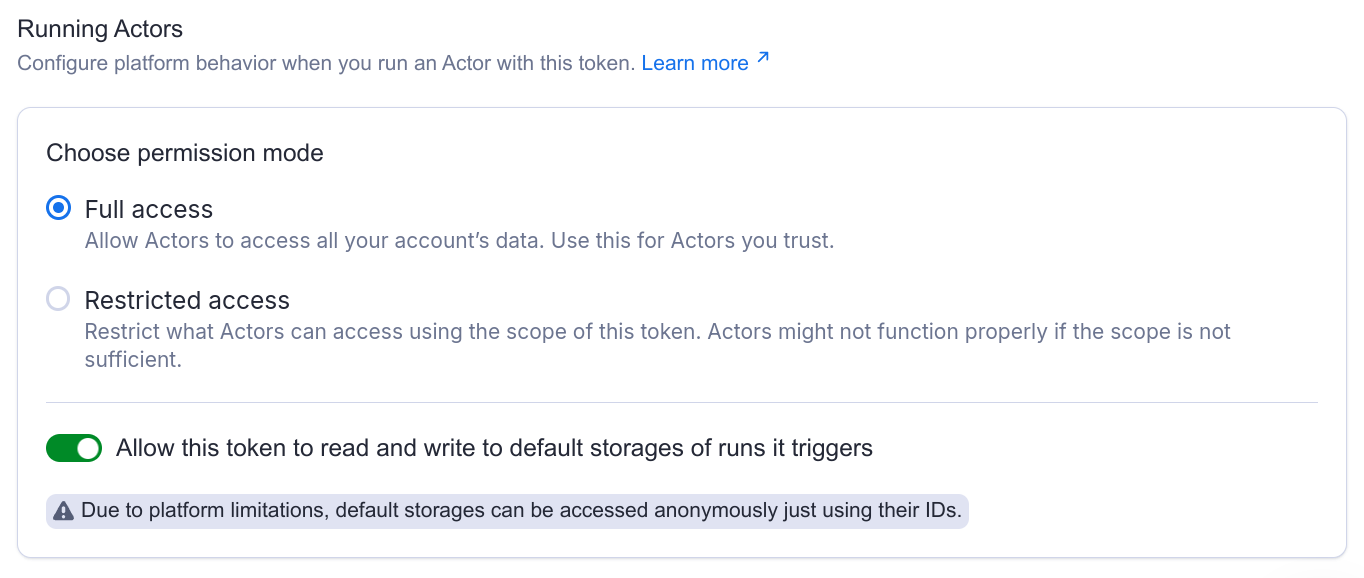 Running Actors
Configure platform behavior when you run an Actor with this token. Learn more ↗
Choose permission mode
Full access
Allow Actors to access all your account’s data. Use this for Actors you trust.
Restricted access
Restrict what Actors can access using the scope of this token. Actors might not function properly if the scope is not
sufficient.
Allow this token to read and write to default storages of runs it triggers
Due to platform limitations, default storages can be accessed anonymously just using their IDs.